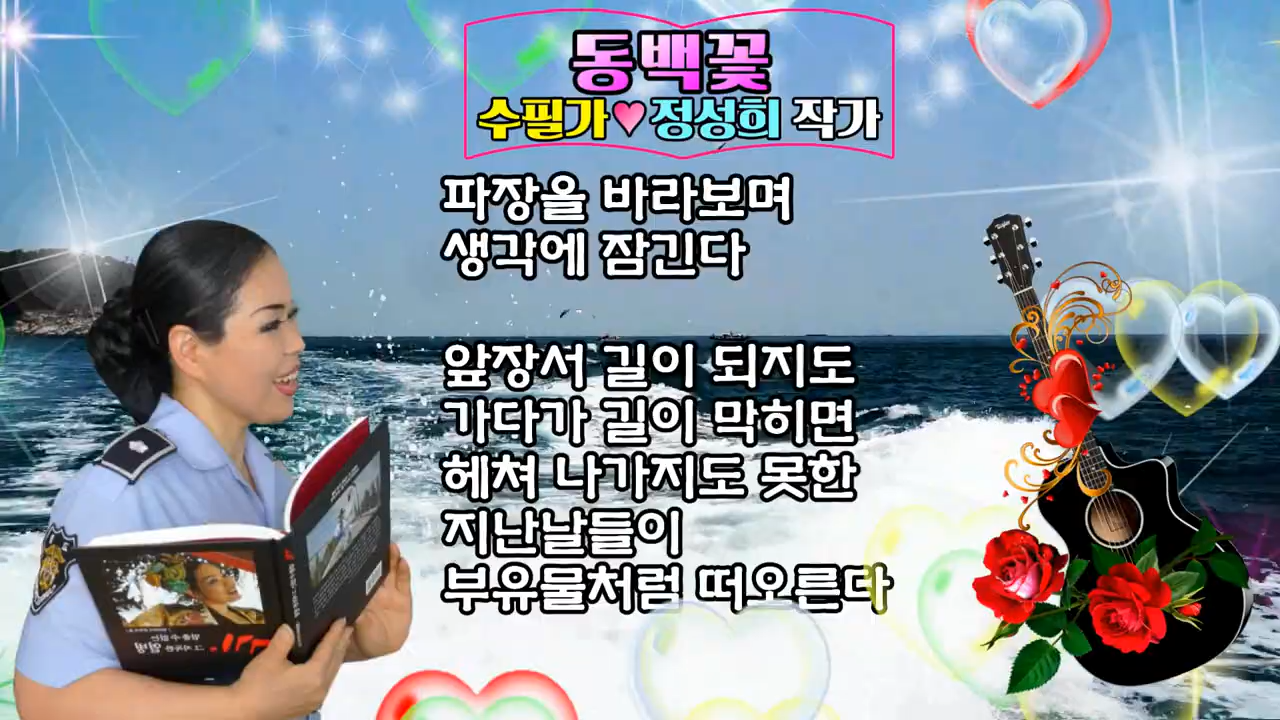 동백꽃
수필가♥정성희 작가
파장을 바라보며
생각에 잠긴다
앞장서 길이 되지도
가다가 길이 막히면
헤쳐 나가지도 못한
지난날들이
부유물처럼 떠오른다
Taylor